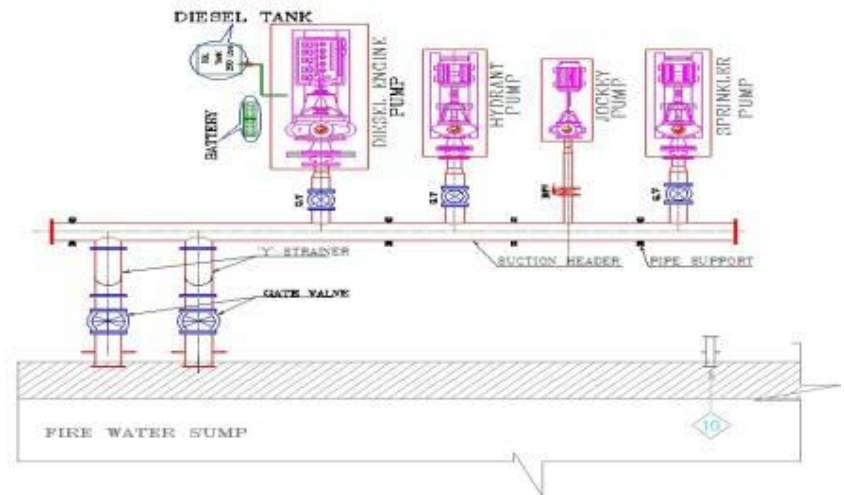 DIESEL TANK
BATTERY
DIESEL ENGINE
PUMP
HYDRANT
PUMP
JOCKEY
PUMP
SPRINKLER
PUMP
G.V
G.V
G.V
'Y' STRAINER
SUCTION HEADER
PIPE SUPPORT
GATE VALVE
FIRE WATER SUMP
10